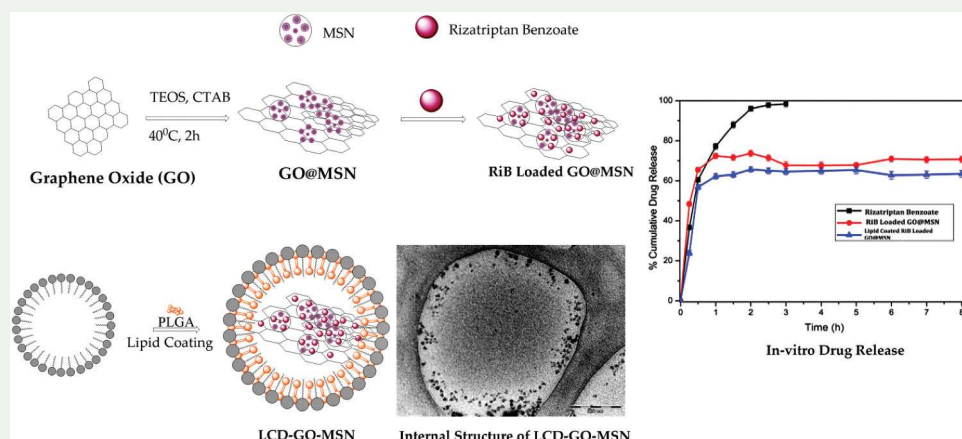 MSN
Rizatriptan Benzoate
TEOS, CTAB
40⁰C, 2h
Graphene Oxide (GO)
GO@MSN
RiB Loaded GO@MSN
PLGA
Lipid Coating
LCD-GO-MSN
Internal Structure of LCD-GO-MSN
% Cumulative Drug Release
100
80
60
40
20
0
0 1 2 3 4 5 6 7 8
Time (h)
Rizatriptan Benzoate
RiB Loaded GO@MSN
Lipid Coated RiB Loaded
GO@MSN
In-vitro Drug Release